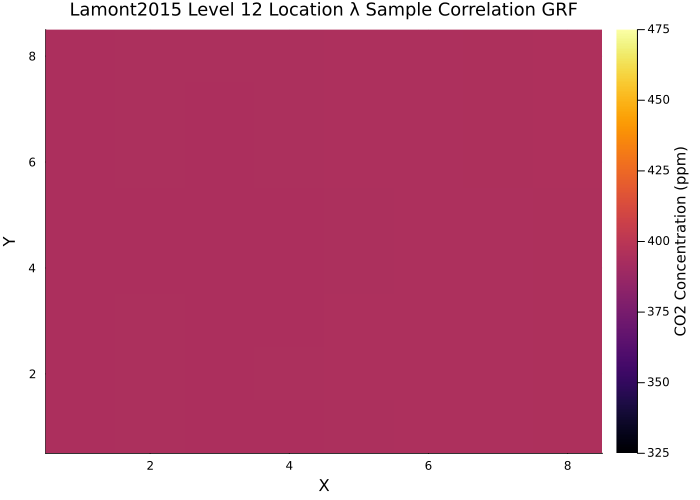 Lamont2015 Level 12 Location λ Sample Correlation GRF
8
6
4
2
Y
2 4 6 8
X
475
450
425
400
375
350
325
CO2 Concentration (ppm)